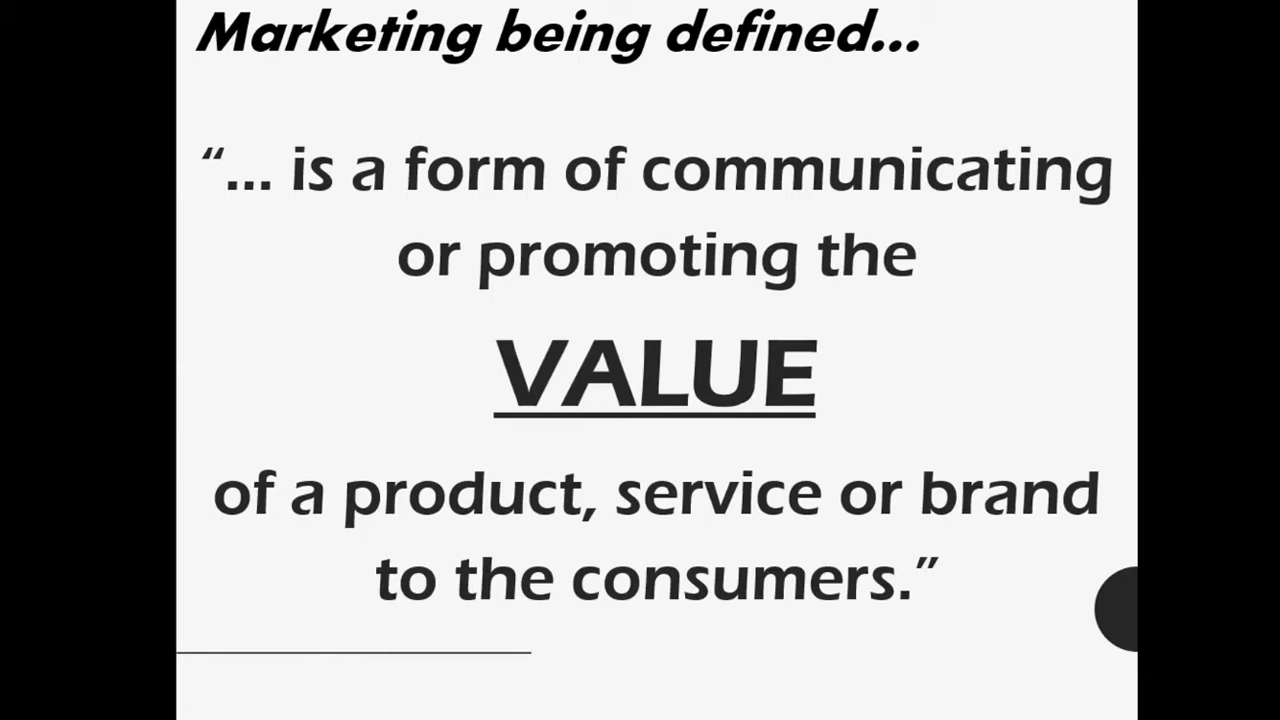 Marketing being defined...
“... is a form of communicating
or promoting the
VALUE
of a product, service or brand
to the consumers.”